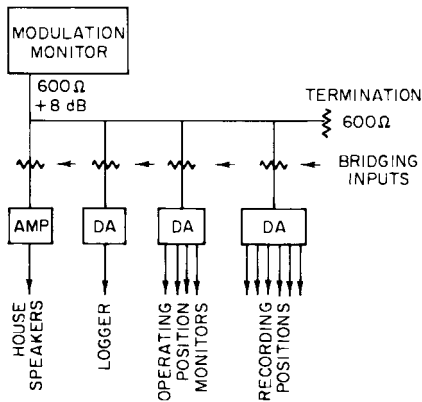 MODULATION
MONITOR
600Ω
+8 dB
TERMINATION
600Ω
BRIDGING
INPUTS
AMP
DA
DA
DA
HOUSE
SPEAKERS
LOGGER
OPERATING
POSITION
MONITORS
RECORDING
POSITIONS